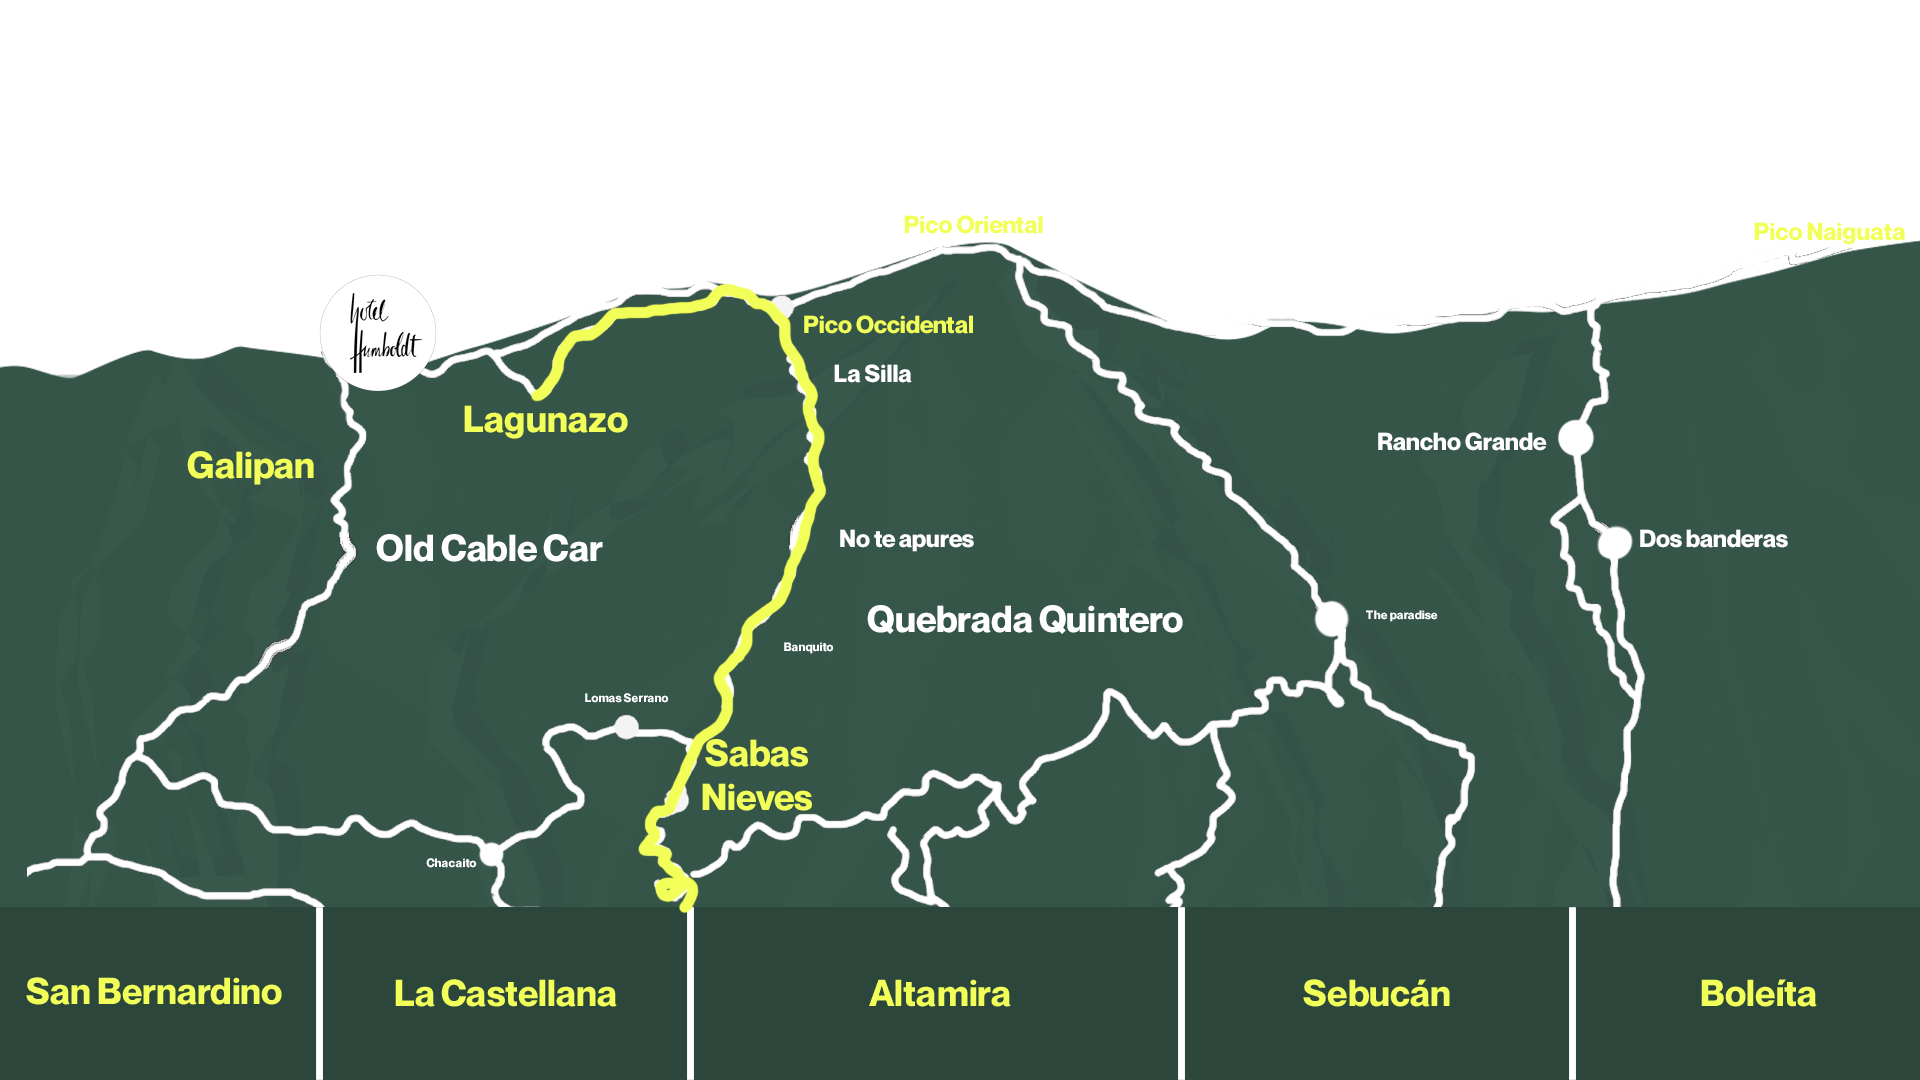 Pico Oriental
Pico Naiguata
hotel
Humboldt
Pico Occidental
La Silla
Lagunazo
Galipan
Rancho Grande
Old Cable Car
No te apures
Dos banderas
Quebrada Quintero
The paradise
Banquito
Lomas Serrano
Sabas
Nieves
Chacaito
San Bernardino
La Castellana
Altamira
Sebucán
Boleíta